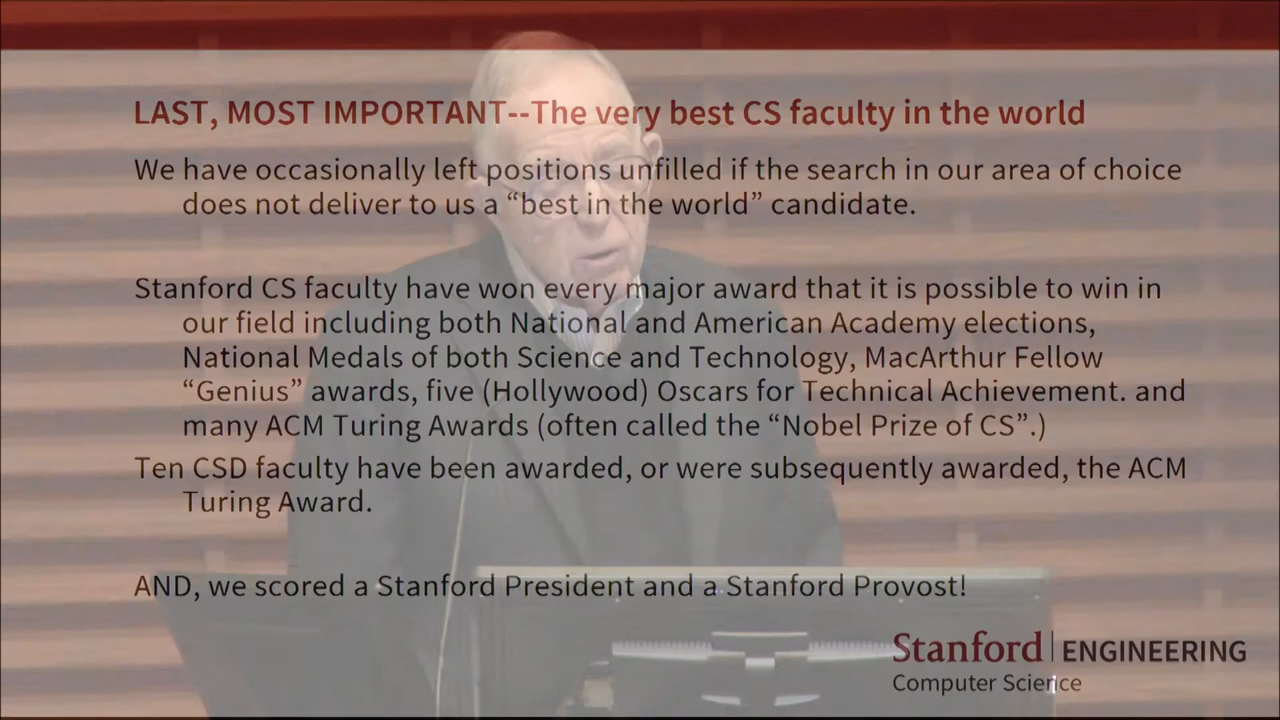 LAST, MOST IMPORTANT--The very best CS faculty in the world
We have occasionally left positions unfilled if the search in our area of choice
does not deliver to us a “best in the world” candidate.
Stanford CS faculty have won every major award that it is possible to win in
our field including both National and American Academy elections,
National Medals of both Science and Technology, MacArthur Fellow
“Genius” awards, five (Hollywood) Oscars for Technical Achievement. and
many ACM Turing Awards (often called the “Nobel Prize of CS”.)
Ten CSD faculty have been awarded, or were subsequently awarded, the ACM
Turing Award.
AND, we scored a Stanford President and a Stanford Provost!
Stanford | ENGINEERING
Computer Science